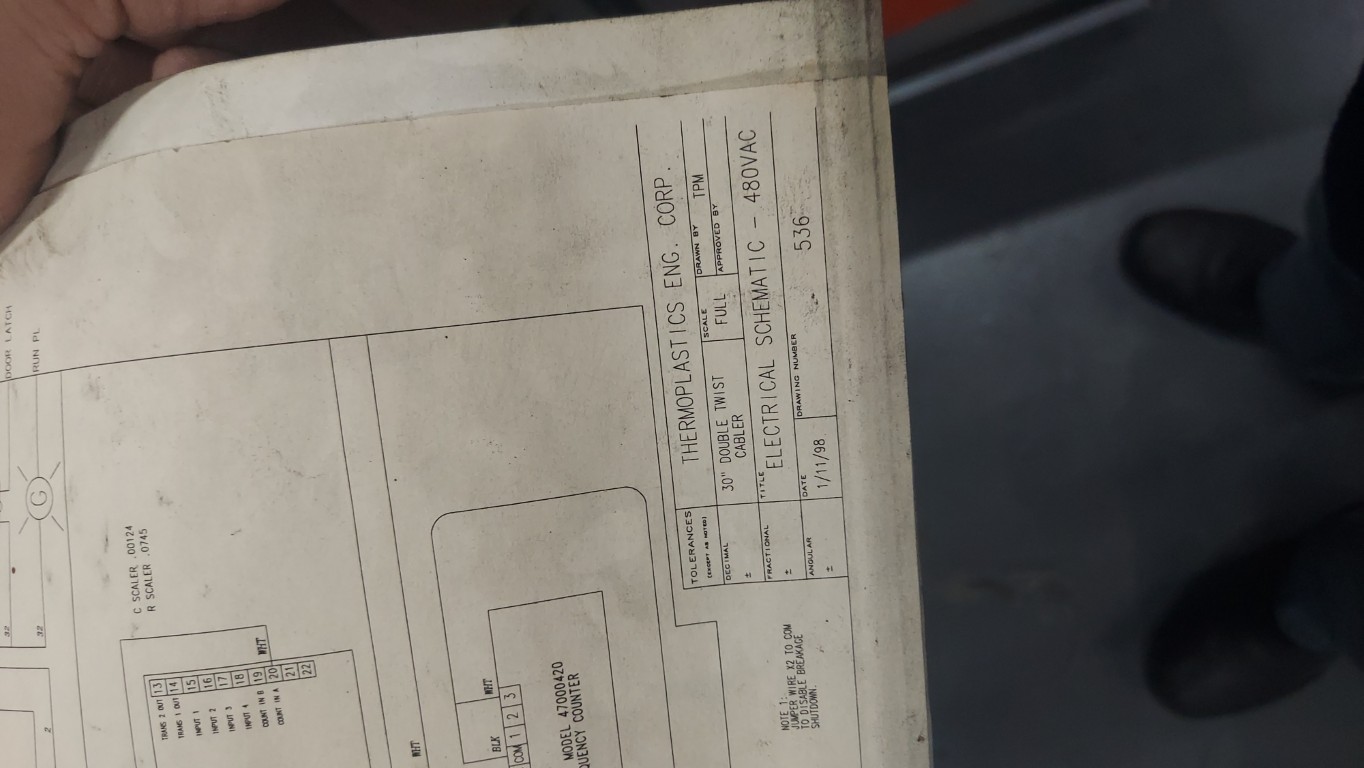 DOOR LATCH
RUN PL
32
G
32
2
C SCALER .00124
R SCALER .0745
TRANS 2 OUT 13
TRANS 1 OUT 14
INPUT 1 15
INPUT 2 16
INPUT 3 17
INPUT 4 18
COUNT IN B 19 WHT
COUNT IN A 20
21
22
WHT
BLK WHT
COM 1 2 3
MODEL 47000420
QUENCY COUNTER
TOLERANCES
(EXCEPT AS NOTED)
THERMOPLASTICS ENG. CORP.
DECIMAL
±
30" DOUBLE TWIST
CABLER
SCALE
FULL
DRAWN BY TPM
APPROVED BY
FRACTIONAL
±
TITLE
ELECTRICAL SCHEMATIC - 480VAC
ANGULAR
±
DATE
1/11/98
DRAWING NUMBER
536
NOTE 1:
JUMPER WIRE X2 TO COM
TO DISABLE BREAKAGE
SHUTDOWN.